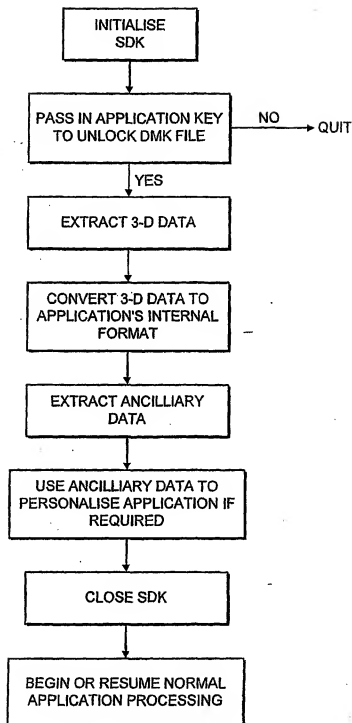 INITIALISE
SDK
PASS IN APPLICATION KEY
TO UNLOCK DMK FILE
NO
QUIT
YES
EXTRACT 3-D DATA
CONVERT 3-D DATA TO
APPLICATION'S INTERNAL
FORMAT
EXTRACT ANCILLIARY
DATA
USE ANCILLIARY DATA TO
PERSONALISE APPLICATION IF
REQUIRED
CLOSE SDK
BEGIN OR RESUME NORMAL
APPLICATION PROCESSING